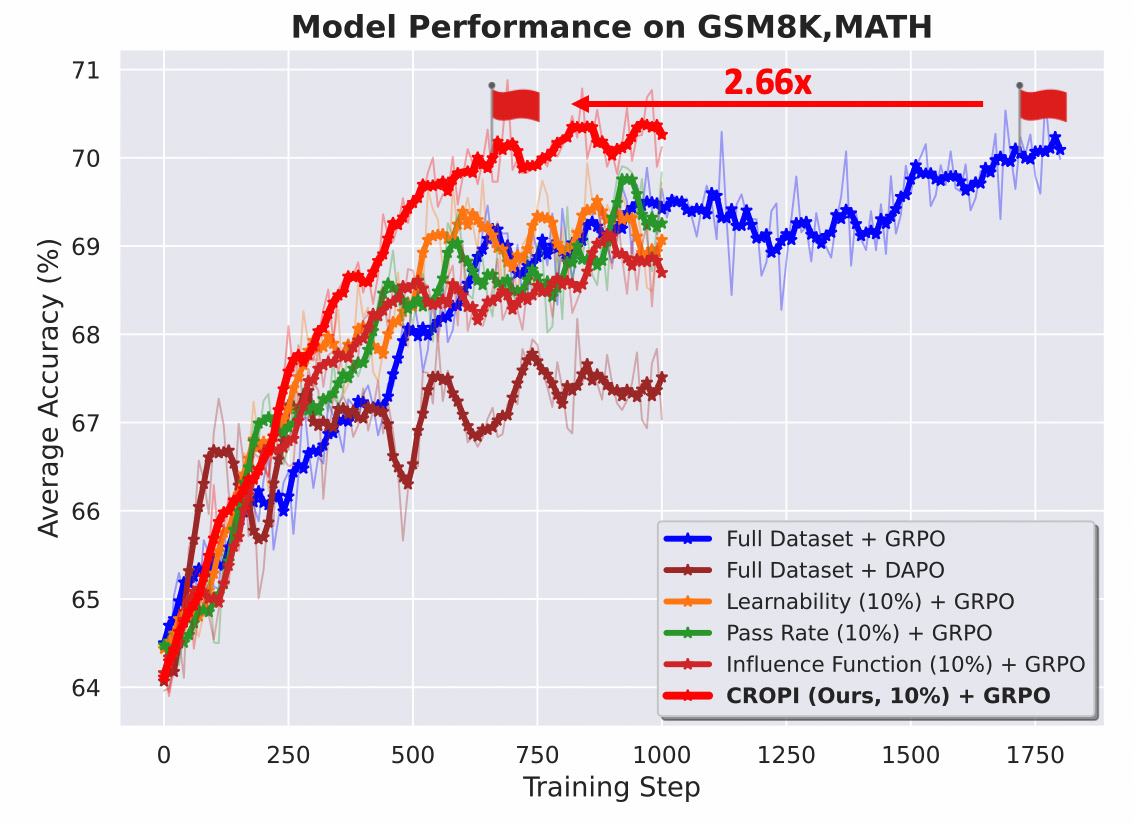 Model Performance on GSM8K,MATH
2.66x
71
70
69
68
67
66
65
64
Average Accuracy (%)
Full Dataset + GRPO
Full Dataset + DAPO
Learnability (10%) + GRPO
Pass Rate (10%) + GRPO
Influence Function (10%) + GRPO
CROPI (Ours, 10%) + GRPO
0 250 500 750 1000 1250 1500 1750
Training Step